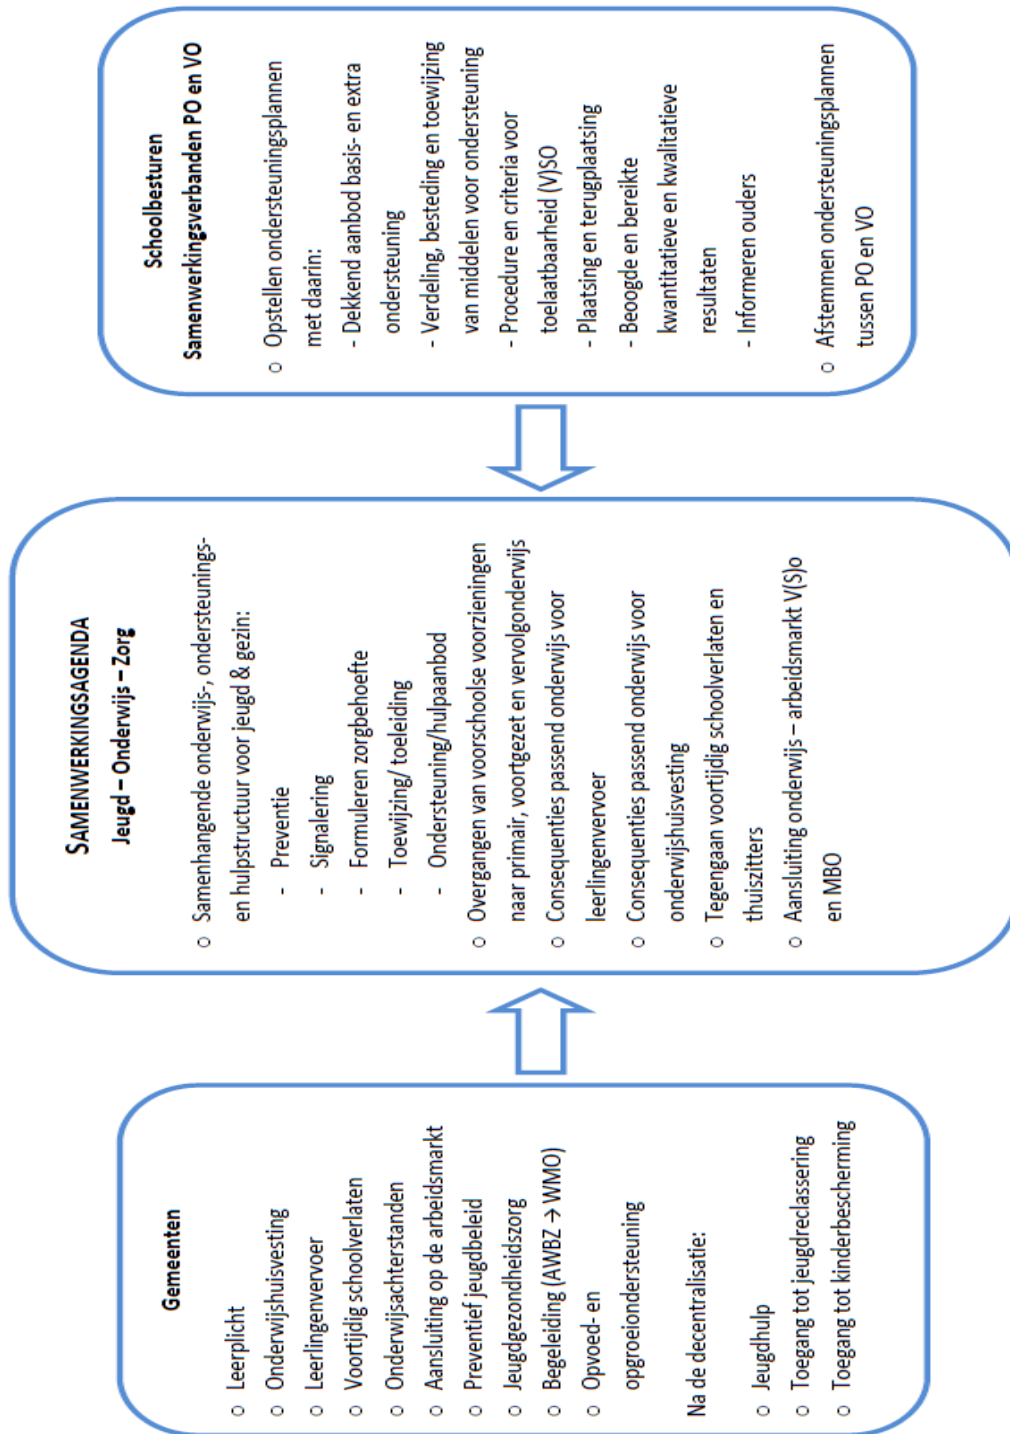 Gemeenten
○ Leerplicht
○ Onderwijshuisvesting
○ Leerlingenvervoer
○ Voortijdig schoolverlaten
○ Onderwijsachterstanden
○ Aansluiting op de arbeidsmarkt
○ Preventief jeugdbeleid
○ Jeugdgezondheidszorg
○ Begeleiding (AWBZ → WMO)
○ Opvoed- en
opgroeiondersteuning
Na de decentralisatie:
○ Jeugdhulp
○ Toegang tot jeugdreclassering
○ Toegang tot kinderbescherming
SAMENWERKINGSAGENDA
Jeugd – Onderwijs – Zorg
○ Samenhangende onderwijs-, ondersteunings-
en hulpstructuur voor jeugd & gezin:
- Preventie
- Signalering
- Formuleren zorgbehoefte
- Toewijzing/ toeleiding
- Ondersteuning/hulpaanbod
○ Overgangen van voorschoolse voorzieningen
naar primair, voortgezet en vervolgonderwijs
○ Consequenties passend onderwijs voor
leerlingenvervoer
○ Consequenties passend onderwijs voor
onderwijshuisvesting
○ Tegengaan voortijdig schoolverlaten en
thuiszitters
○ Aansluiting onderwijs – arbeidsmarkt V(S)o
en MBO
Schoolbesturen
Samenwerkingsverbanden PO en VO
○ Opstellen ondersteuningsplannen
met daarin:
- Dekkend aanbod basis- en extra
ondersteuning
- Verdeling, besteding en toewijzing
van middelen voor ondersteuning
- Procedure en criteria voor
toelaatbaarheid (V)SO
- Plaatsing en terugplaatsing
- Beoogde en bereikte
kwantitatieve en kwalitatieve
resultaten
- Informeren ouders
○ Afstemmen ondersteuningsplannen
tussen PO en VO